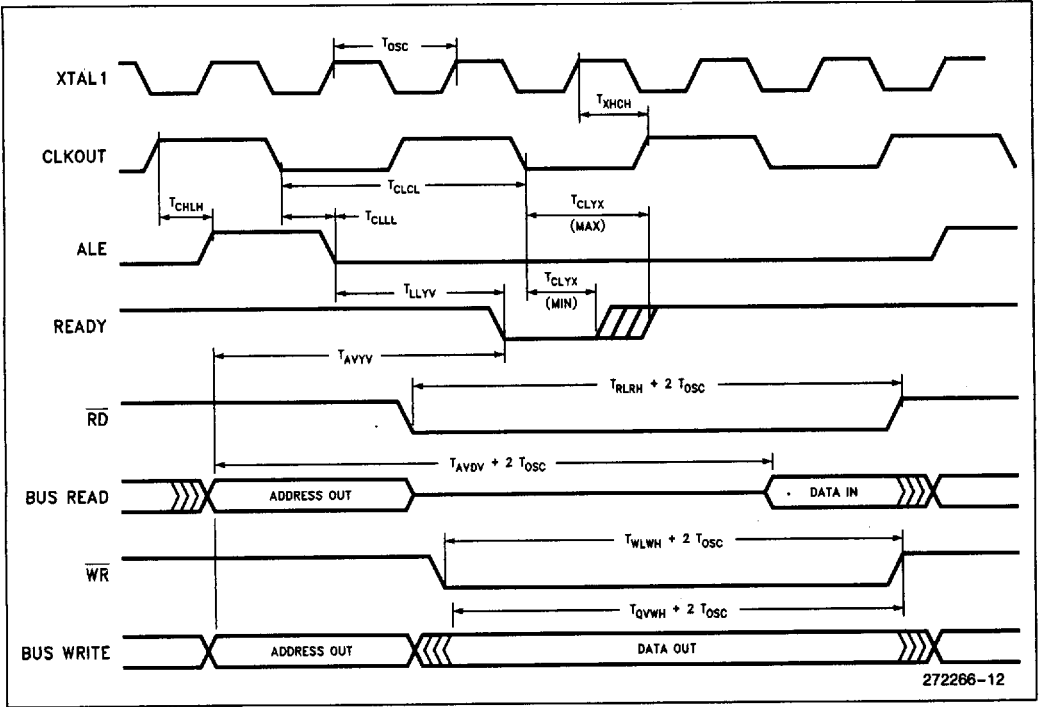 T_OSC
XTAL1
T_XHCH
CLKOUT
T_CLCL
T_CLYX
(MAX)
T_CHLH
T_CLLL
ALE
T_CLYX
(MIN)
T_LLYV
READY
T_AVYV
T_RLRH + 2 T_OSC
RD
T_AVDV + 2 T_OSC
BUS READ
ADDRESS OUT
DATA IN
T_WLWH + 2 T_OSC
WR
T_QVWH + 2 T_OSC
BUS WRITE
ADDRESS OUT
DATA OUT
272266-12